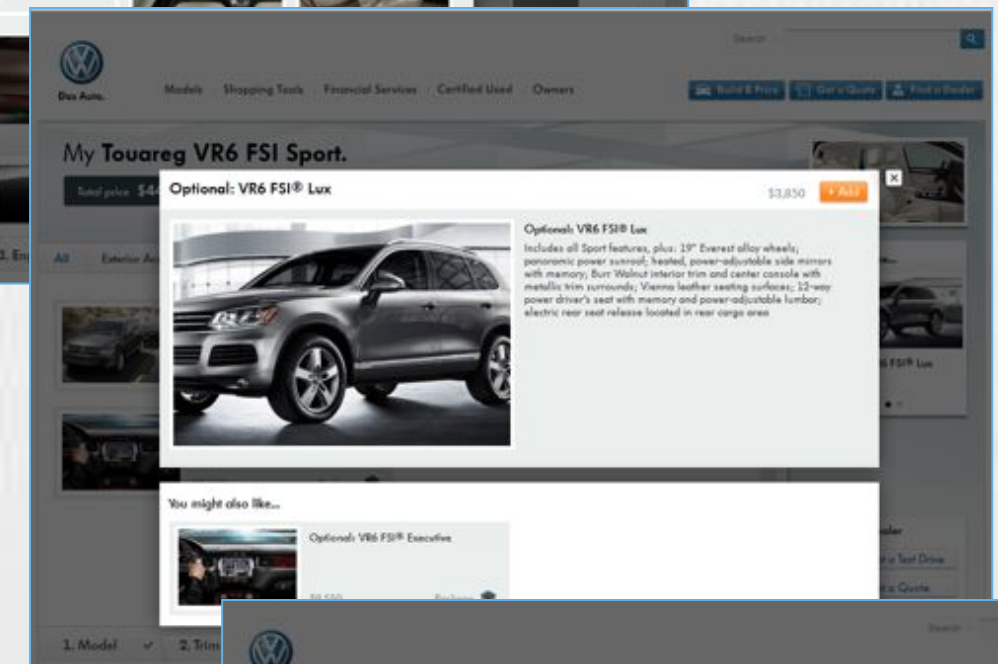 Search
Das Auto.
Models Shopping Tools Financial Services Certified Used Owners
Build & Price Get a Quote Find a Dealer
My Touareg VR6 FSI Sport.
Total price $44
Optional: VR6 FSI® Lux
$3,850 + Add
Optional: VR6 FSI® Lux
Includes all Sport features, plus: 19" Everest alloy wheels;
panoramic power sunroof; heated, power-adjustable side mirrors
with memory; Burr Walnut interior trim and center console with
metallic trim surrounds; Vienna leather seating surfaces; 12-way
power driver's seat with memory and power-adjustable lumbar;
electric rear seat release located in rear cargo area
All Exterior
FSI® Lux
You might also like...
Optional: VR6 FSI® Executive
Package
Test Drive
a Quote
1. Model 2. Trim
Search